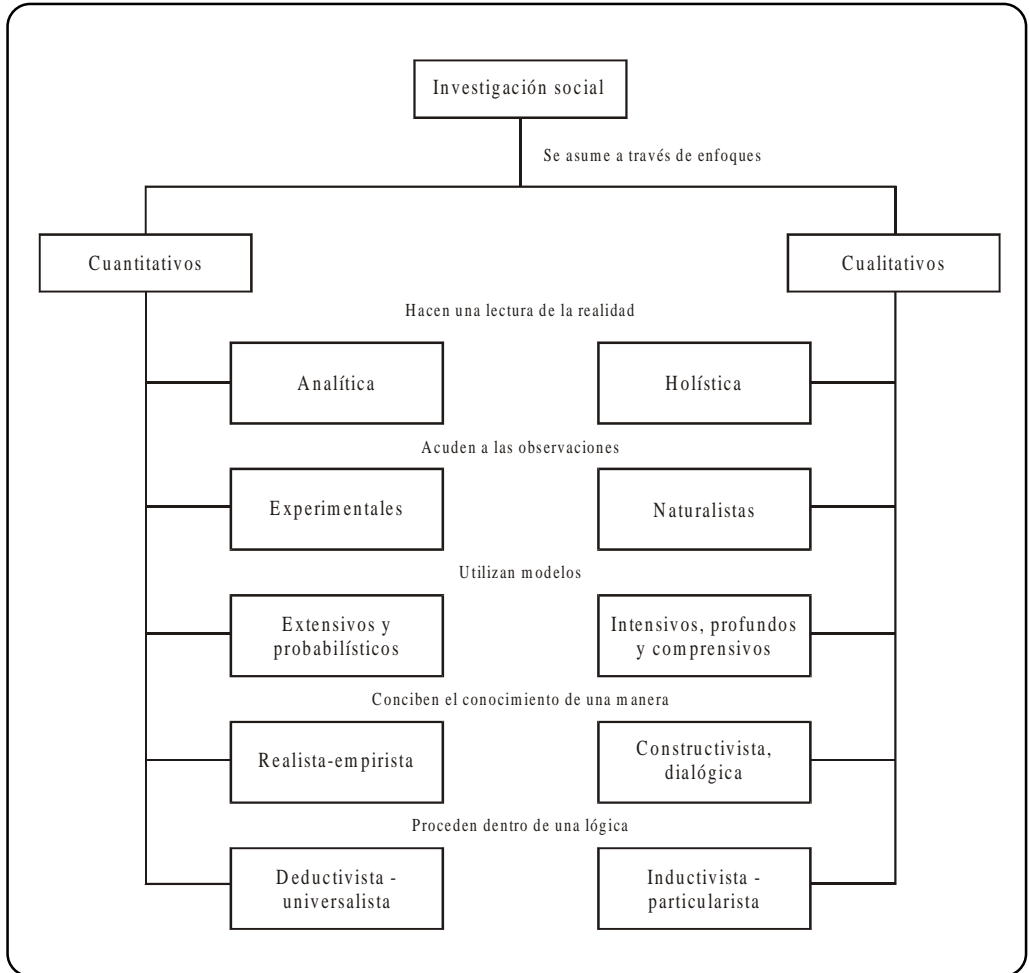 Investigación social
Se asume a través de enfoques
Cuantitativos
Cualitativos
Hacen una lectura de la realidad
Analítica
Holística
Acuden a las observaciones
Experimentales
Naturalistas
Utilizan modelos
Extensivos y
probabilísticos
Intensivos, profundos
y comprensivos
Conciben el conocimiento de una manera
Realista-empirista
Constructivista,
dialógica
Proceden dentro de una lógica
Deductivista -
universalista
Inductivista -
particularista